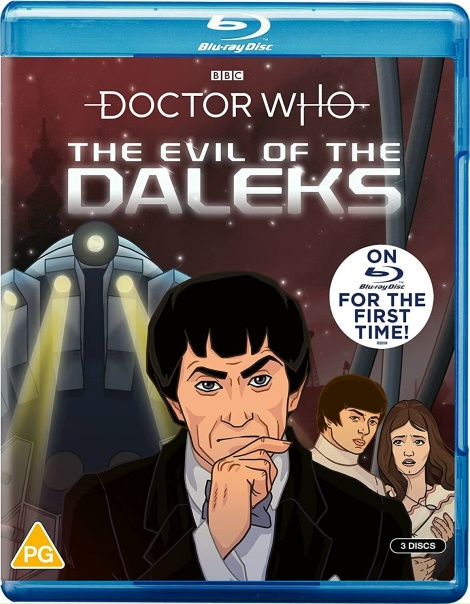 Blu-ray Disc
BBC
DOCTOR WHO
THE EVIL OF THE
DALEKS
ON
Blu-ray Disc
FOR THE
FIRST
TIME!
PG
3 DISCS